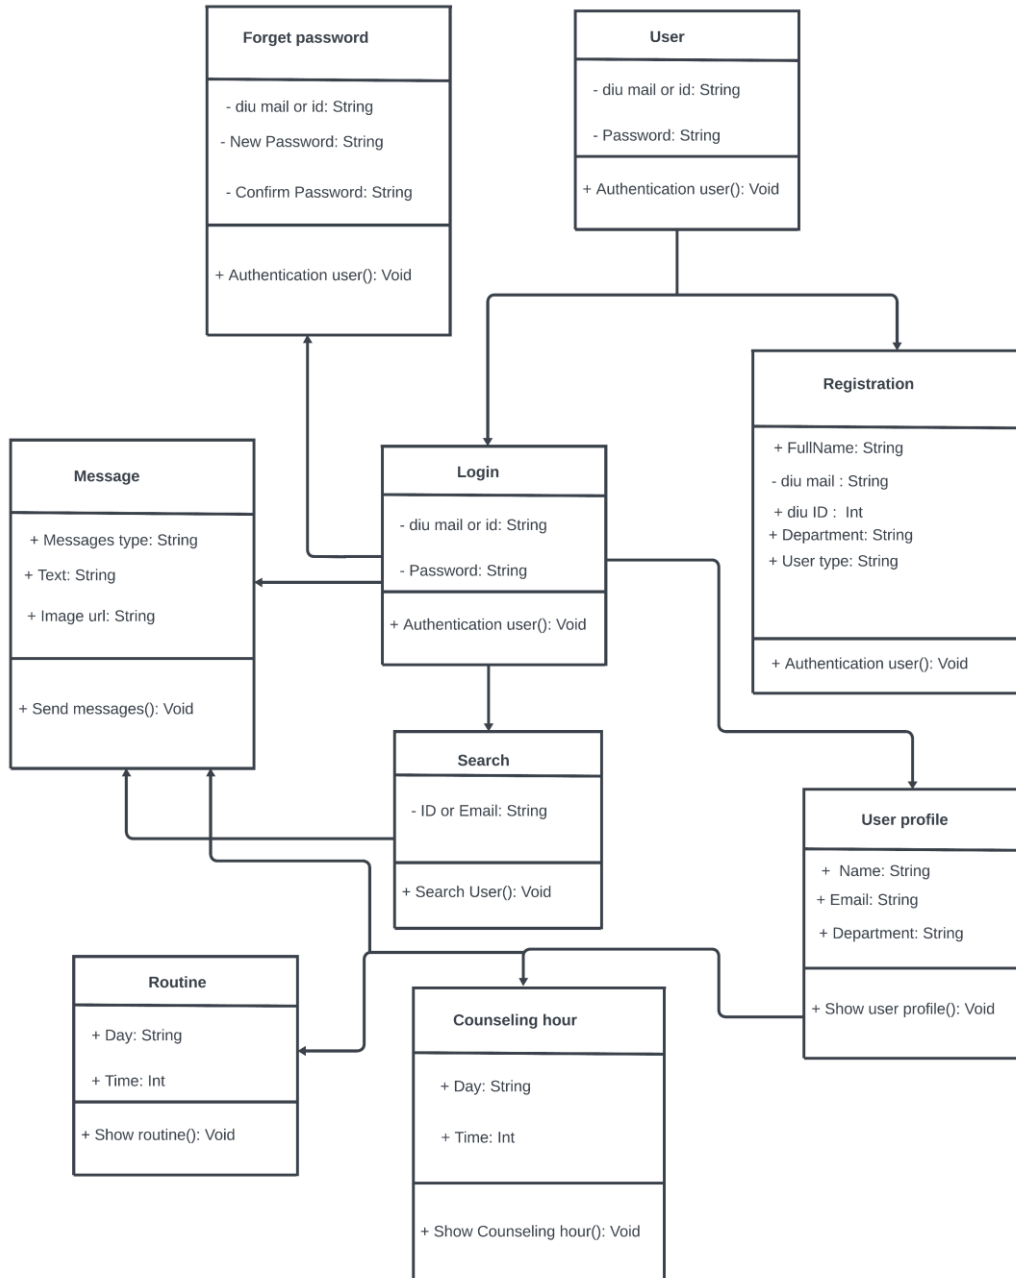 Forget password
- diu mail or id: String
- New Password: String
- Confirm Password: String
+ Authentication user(): Void
User
- diu mail or id: String
- Password: String
+ Authentication user(): Void
Registration
+ FullName: String
- diu mail : String
+ diu ID :  Int
+ Department: String
+ User type: String
+ Authentication user(): Void
Message
+ Messages type: String
+ Text: String
+ Image url: String
+ Send messages(): Void
Login
- diu mail or id: String
- Password: String
+ Authentication user(): Void
Search
- ID or Email: String
+ Search User(): Void
User profile
+  Name: String
+ Email: String
+ Department: String
+ Show user profile(): Void
Routine
+ Day: String
+ Time: Int
+ Show routine(): Void
Counseling hour
+ Day: String
+ Time: Int
+ Show Counseling hour(): Void